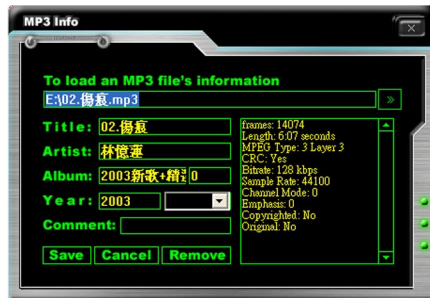 MP3 Info
To load an MP3 file's information
E:\02.傷痕.mp3
Title: 02.傷痕
Artist: 林憶蓮
Album: 2003新歌+精 0
Year: 2003
Comment:
Save Cancel Remove
frames: 14074
Length: 6:07 seconds
MPEG Type: 3 Layer 3
CRC: Yes
Bitrate: 128 kbps
Sample Rate: 44100
Channel Mode: 0
Emphasis: 0
Copyrighted: No
Original: No